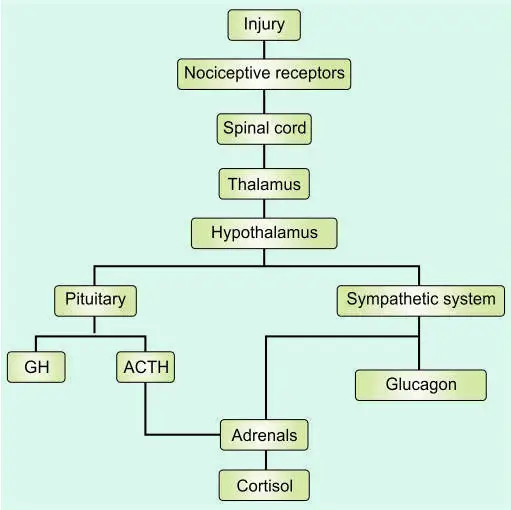 Injury
Nociceptive receptors
Spinal cord
Thalamus
Hypothalamus
Pituitary
Sympathetic system
GH
ACTH
Glucagon
Adrenals
Cortisol